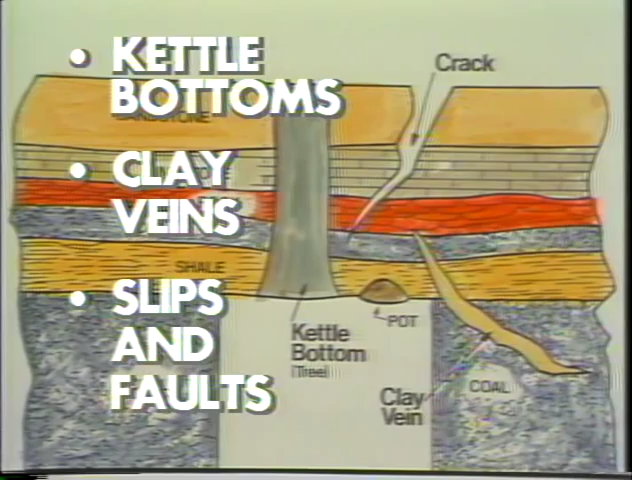 • KETTLE
BOTTOMS
• CLAY
VEINS
• SLIPS
AND
FAULTS
Crack
SANDSTONE
SHALE
POT
Kettle
Bottom
(Tree)
COAL
Clay
Vein